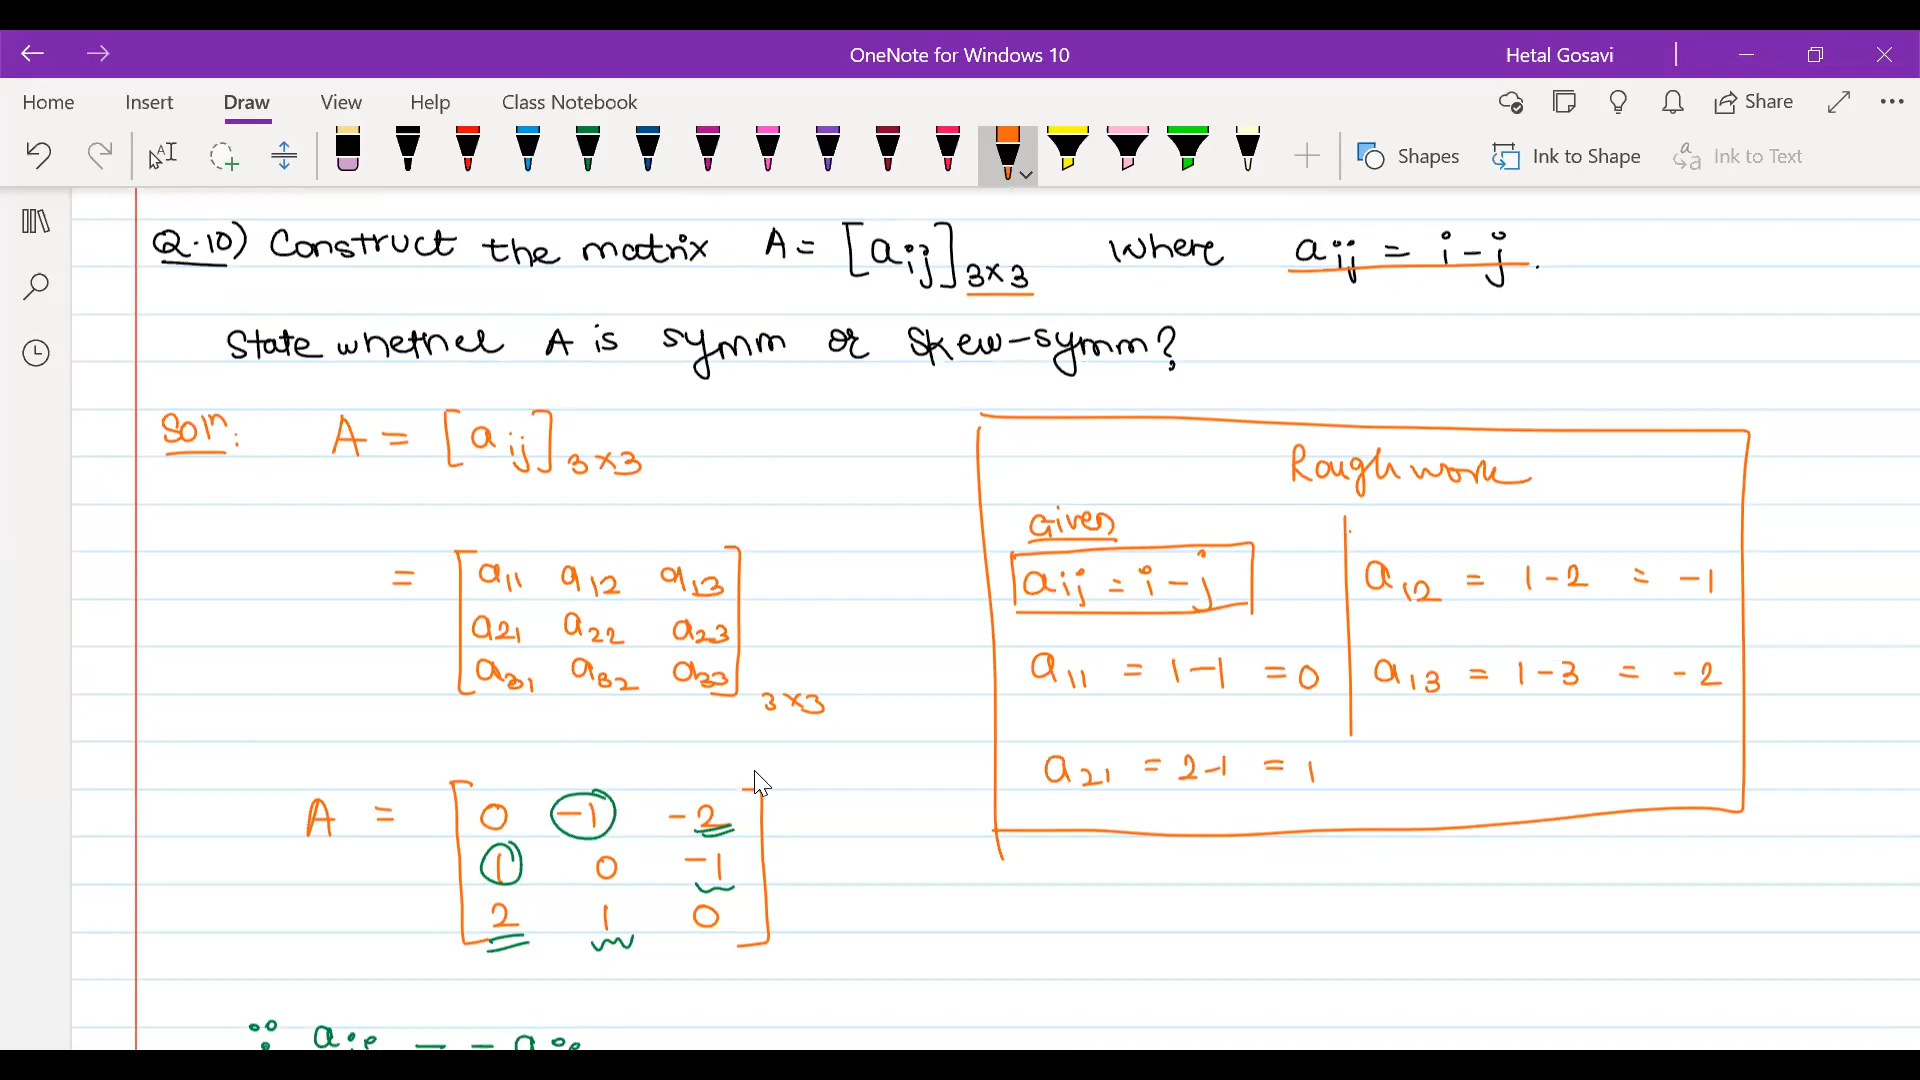 OneNote for Windows 10
Hetal Gosavi
Home Insert Draw View Help Class Notebook
Share
Shapes Ink to Shape Ink to Text
Q.10) Construct the matrix A = [aij]3×3 where aij = i-j.
State whether A is symm or skew-symm?
Soln:
A = [aij]3×3
= [a11 a12 a13
a21 a22 a23
a31 a32 a33]3×3
A = [0 -1 -2
1 0 -1
2 1 0]
Rough work
Given
aij = i-j
a11 = 1-1 = 0
a21 = 2-1 = 1
a12 = 1-2 = -1
a13 = 1-3 = -2